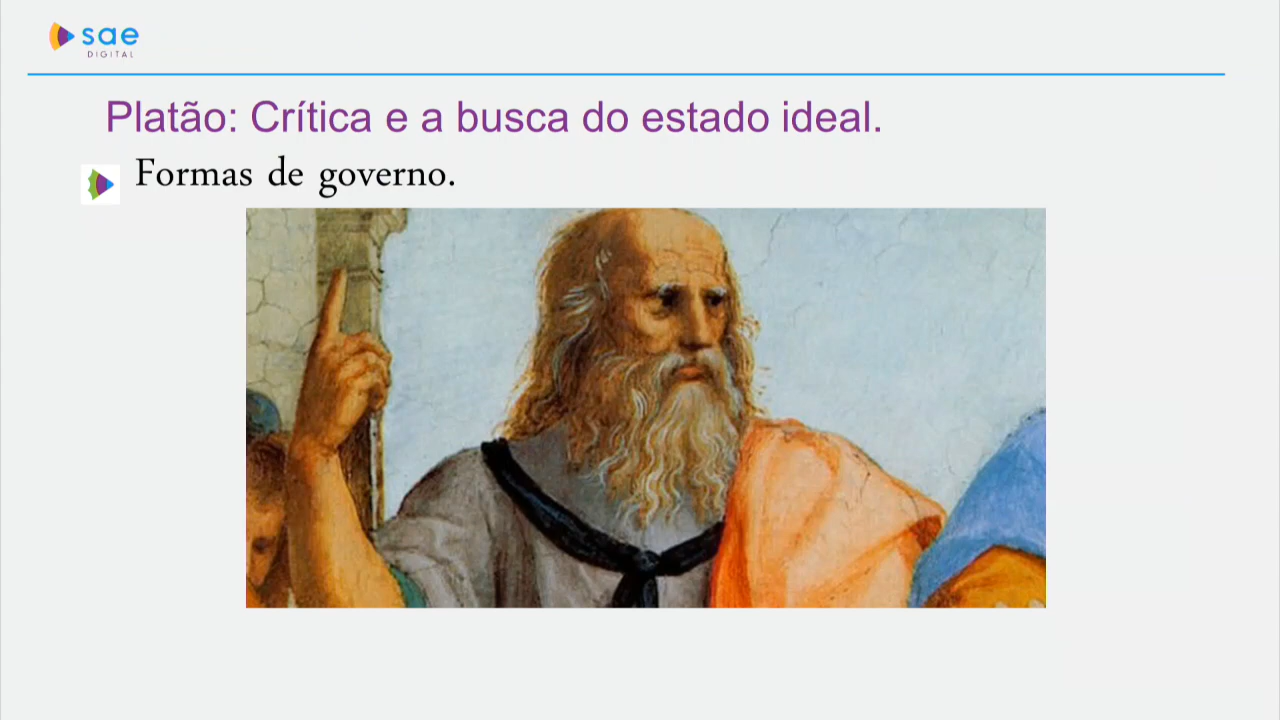 sae
DIGITAL
Platão: Crítica e a busca do estado ideal.
Formas de governo.